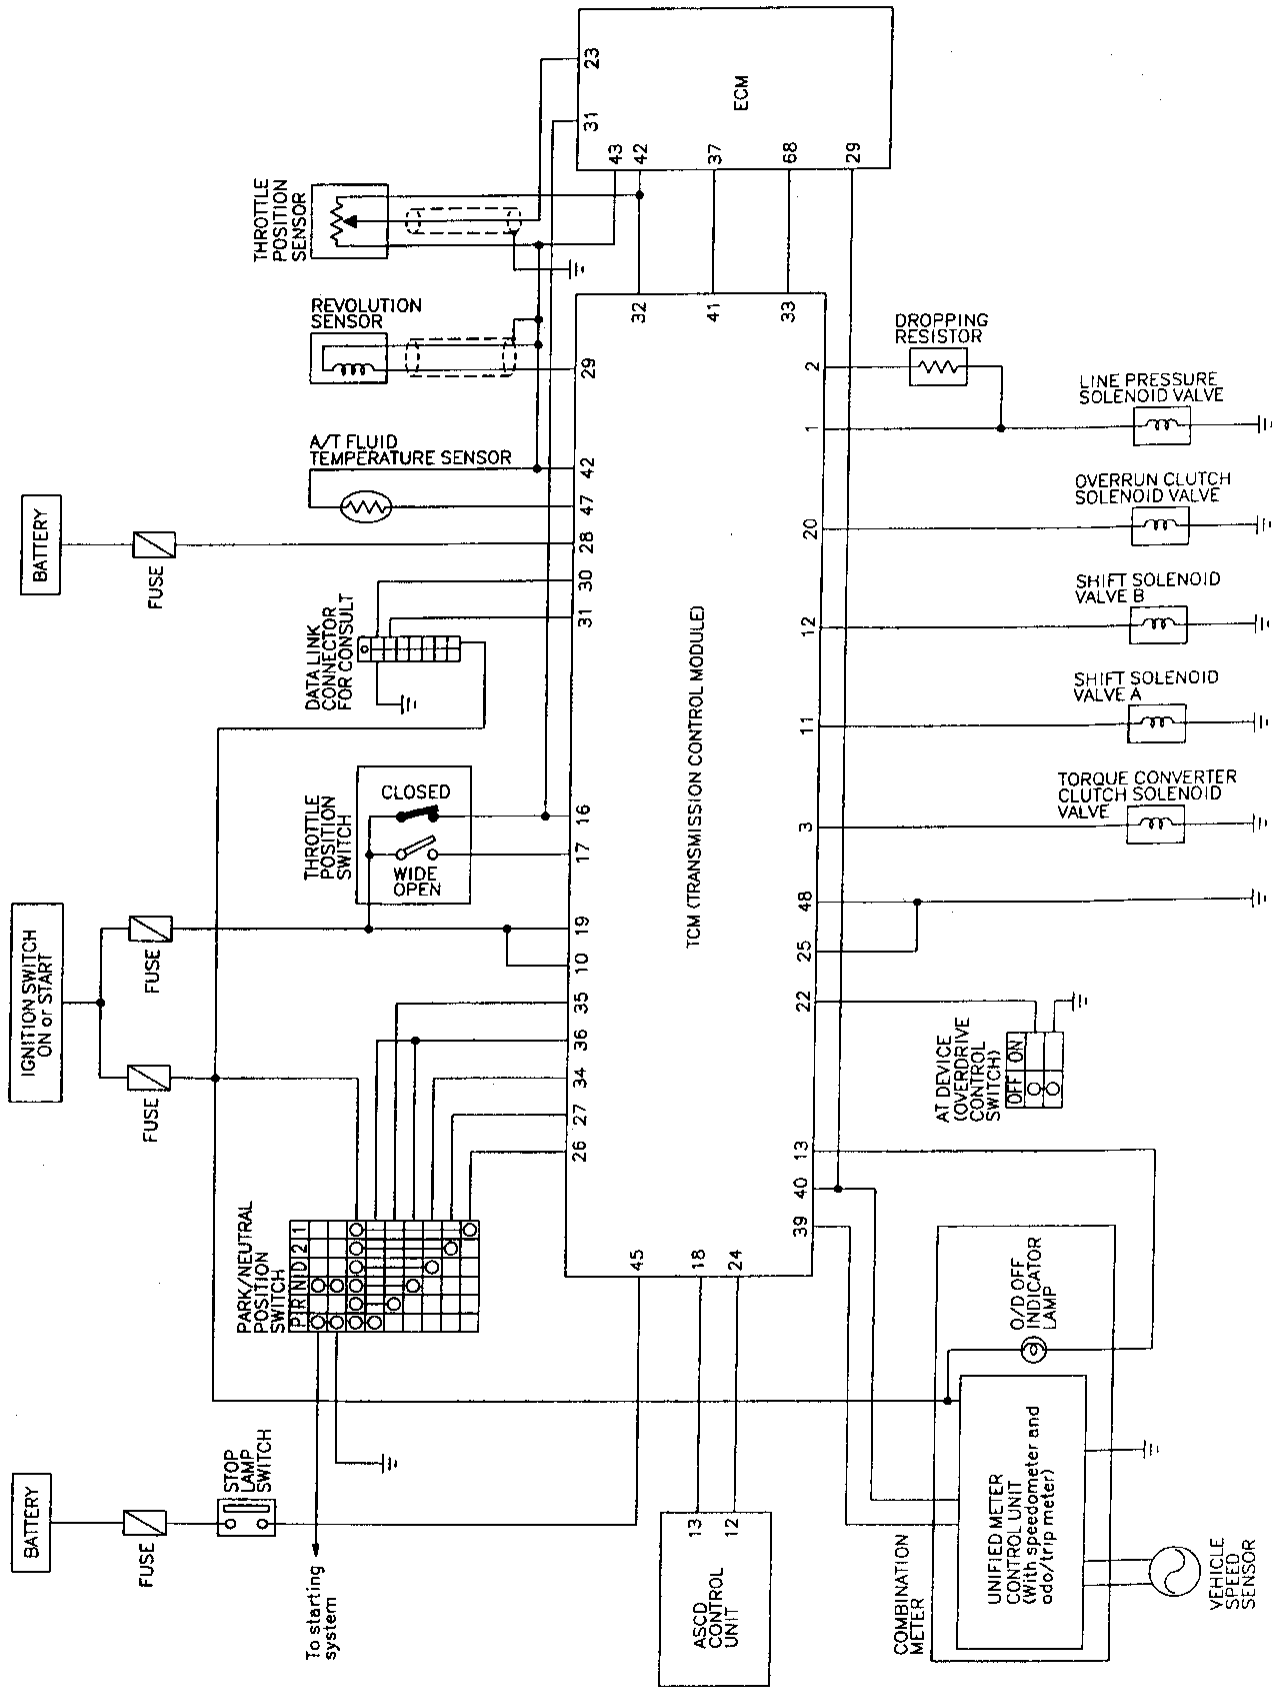 BATTERY
FUSE
STOP
LAMP
SWITCH
To starting
system
IGNITION SWITCH
ON or START
FUSE
FUSE
BATTERY
FUSE
PARK/NEUTRAL
POSITION
SWITCH
P R N D 2 1
THROTTLE
POSITION
SWITCH
CLOSED
WIDE
OPEN
DATA LINK
CONNECTOR
FOR CONSULT
A/T FLUID
TEMPERATURE SENSOR
REVOLUTION
SENSOR
THROTTLE
POSITION
SENSOR
ECM
23
31
43
42
37
68
29
TCM (TRANSMISSION CONTROL MODULE)
26
27
34
36
35
10
19
17
16
31
30
28
47
42
29
32
41
33
45
18
24
39
40
13
22
25
48
3
11
12
20
1
2
DROPPING
RESISTOR
LINE PRESSURE
SOLENOID VALVE
OVERRUN CLUTCH
SOLENOID VALVE
SHIFT SOLENOID
VALVE B
SHIFT SOLENOID
VALVE A
TORQUE CONVERTER
CLUTCH SOLENOID
VALVE
AT DEVICE
(OVERDRIVE
CONTROL
SWITCH)
OFF ON
O/D OFF
INDICATOR
LAMP
ASCD
CONTROL
UNIT
13
12
COMBINATION
METER
UNIFIED METER
CONTROL UNIT
(With speedometer and
odo/trip meter)
VEHICLE
SPEED
SENSOR